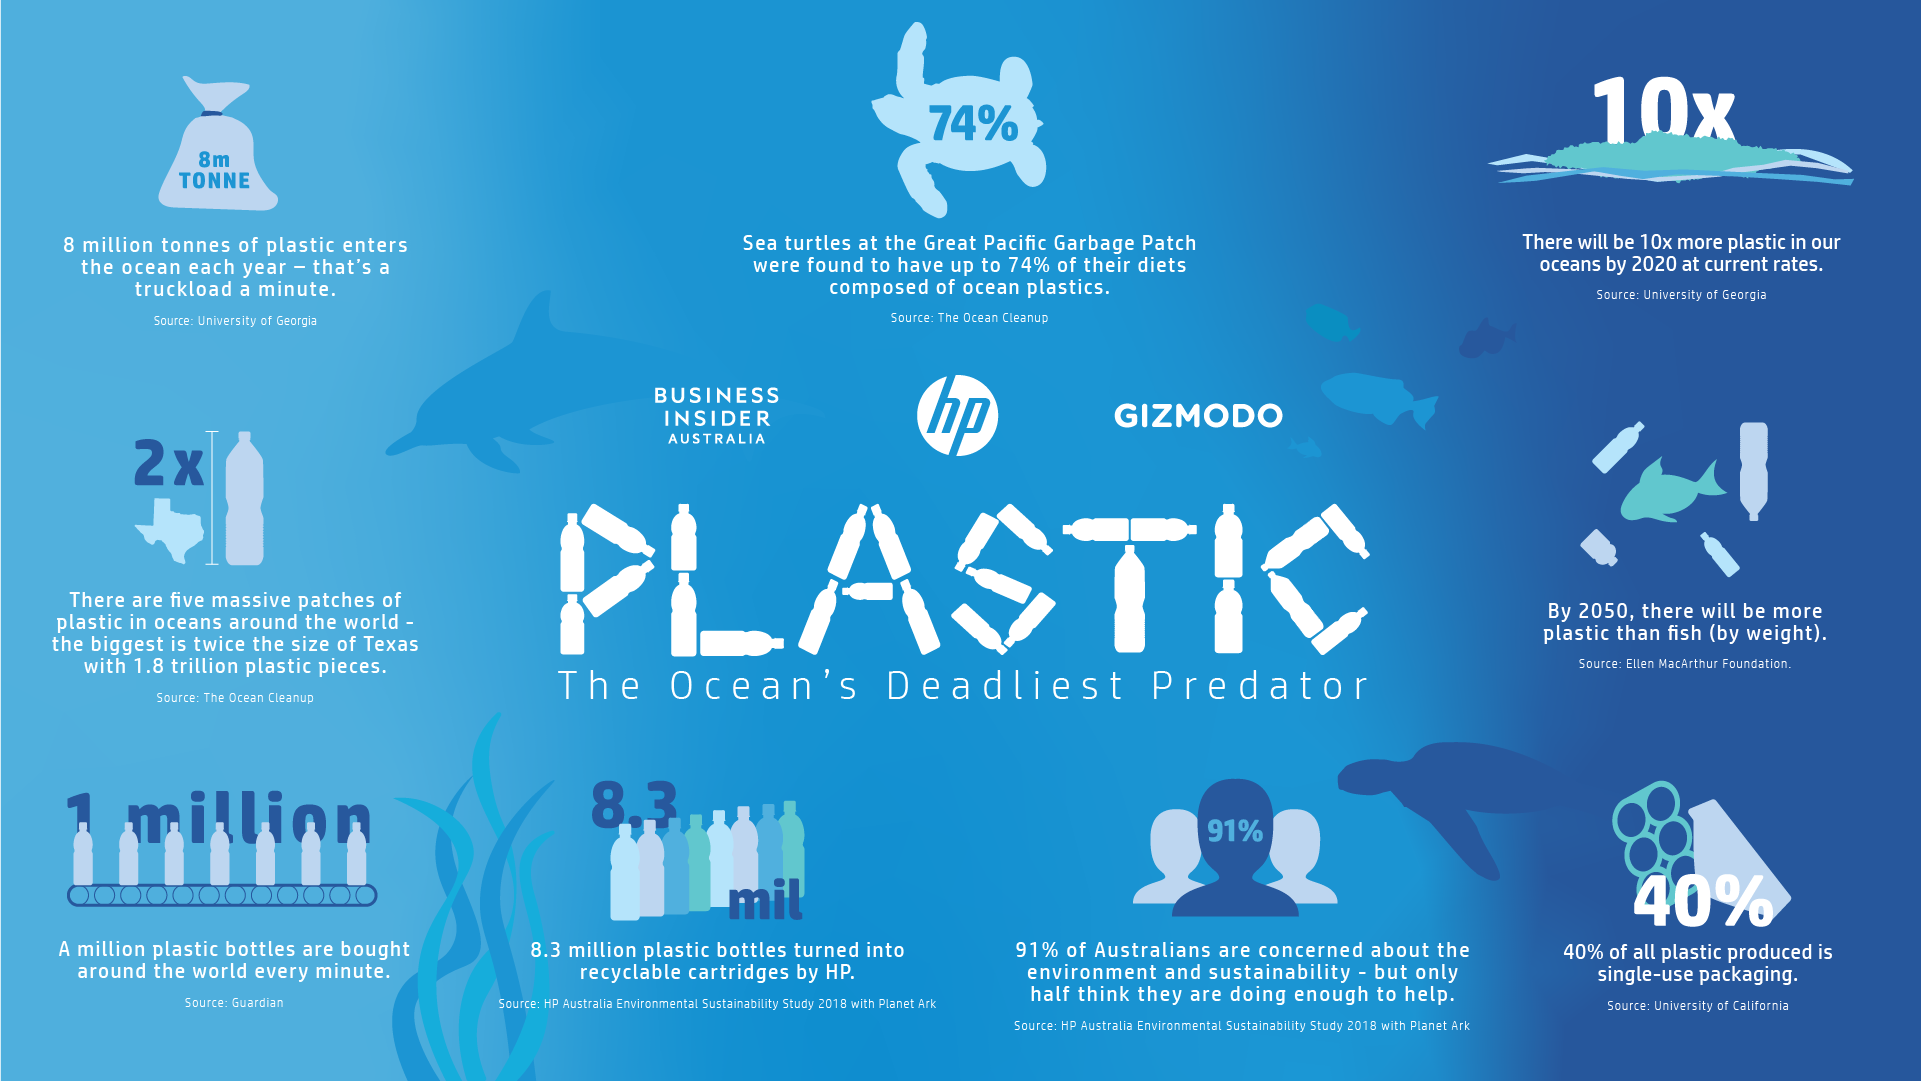 8m
TONNE
8 million tonnes of plastic enters
the ocean each year – that's a
truckload a minute.
Source: University of Georgia
74%
Sea turtles at the Great Pacific Garbage Patch
were found to have up to 74% of their diets
composed of ocean plastics.
Source: The Ocean Cleanup
10x
There will be 10x more plastic in our
oceans by 2020 at current rates.
Source: University of Georgia
BUSINESS
INSIDER
AUSTRALIA
hp
GIZMODO
PLASTIC
The Ocean's Deadliest Predator
2x
There are five massive patches of
plastic in oceans around the world -
the biggest is twice the size of Texas
with 1.8 trillion plastic pieces.
Source: The Ocean Cleanup
By 2050, there will be more
plastic than fish (by weight).
Source: Ellen MacArthur Foundation.
1 million
A million plastic bottles are bought
around the world every minute.
Source: Guardian
8.3
mil
8.3 million plastic bottles turned into
recyclable cartridges by HP.
Source: HP Australia Environmental Sustainability Study 2018 with Planet Ark
91%
91% of Australians are concerned about the
environment and sustainability - but only
half think they are doing enough to help.
Source: HP Australia Environmental Sustainability Study 2018 with Planet Ark
40%
40% of all plastic produced is
single-use packaging.
Source: University of California